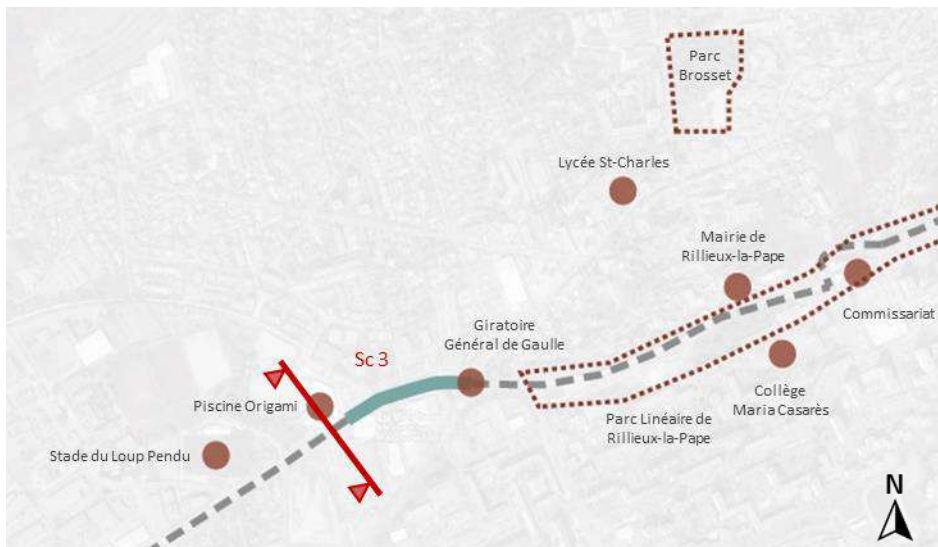 Parc
Brosset
Lycée St-Charles
Mairie de
Rillieux-la-Pape
Commissariat
Giratoire
Général de Gaulle
Sc 3
Collège
Maria Casarès
Piscine Origami
Parc Linéaire de
Rillieux-la-Pape
Stade du Loup Pendu
N